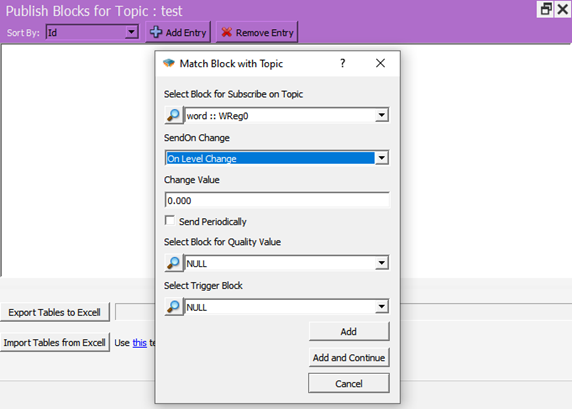 Publish Blocks for Topic : test
Sort By: Id Add Entry Remove Entry
Match Block with Topic ?
Select Block for Subscribe on Topic
word :: WReg0
SendOn Change
On Level Change
Change Value
0.000
Send Periodically
Select Block for Quality Value
NULL
Select Trigger Block
NULL
Add
Export Tables to Excell
Import Tables from Excell Use this te
Add and Continue
Cancel